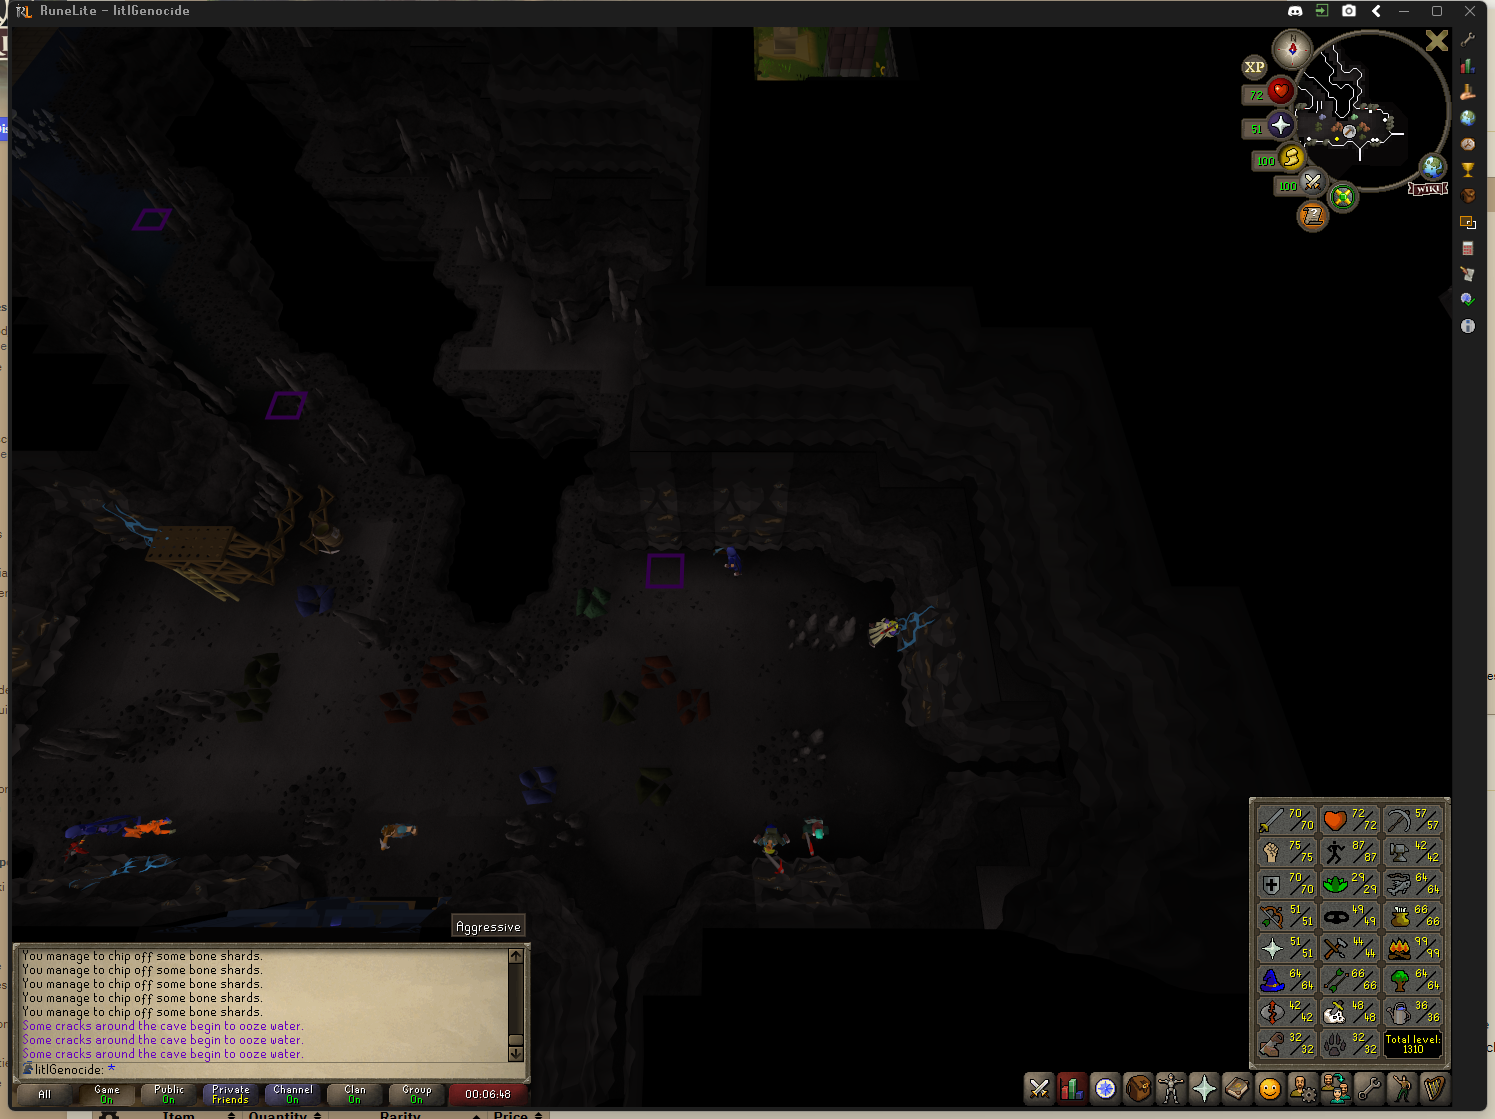 RuneLite - litlGenocide
N
XP
72
51
100
100
WIKI
Aggressive
You manage to chip off some bone shards.
You manage to chip off some bone shards.
You manage to chip off some bone shards.
You manage to chip off some bone shards.
You manage to chip off some bone shards.
Some cracks around the cave begin to ooze water.
Some cracks around the cave begin to ooze water.
Some cracks around the cave begin to ooze water.
litlGenocide: *
All
Game On
Public On
Private Friends
Channel On
Clan On
Group On
00:06:48
70/70 72/72 57/57
75/75 87/87 42/42
70/70 29/29 64/64
51/51 49/49 66/66
51/51 44/44 99/99
64/64 66/66 64/64
42/42 48/48 36/36
32/32 32/32 Total level: 1310
Item Quantity Rarity Price